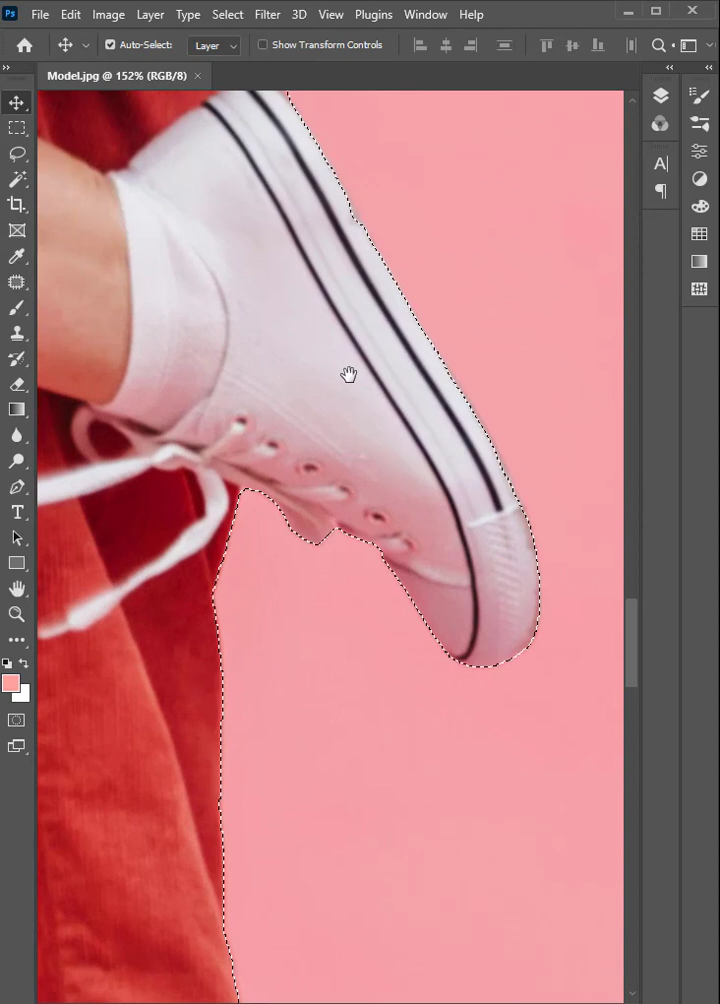 Ps File Edit Image Layer Type Select Filter 3D View Plugins Window Help
Auto-Select: Layer Show Transform Controls
Model.jpg @ 152% (RGB/8) ×
A|
T